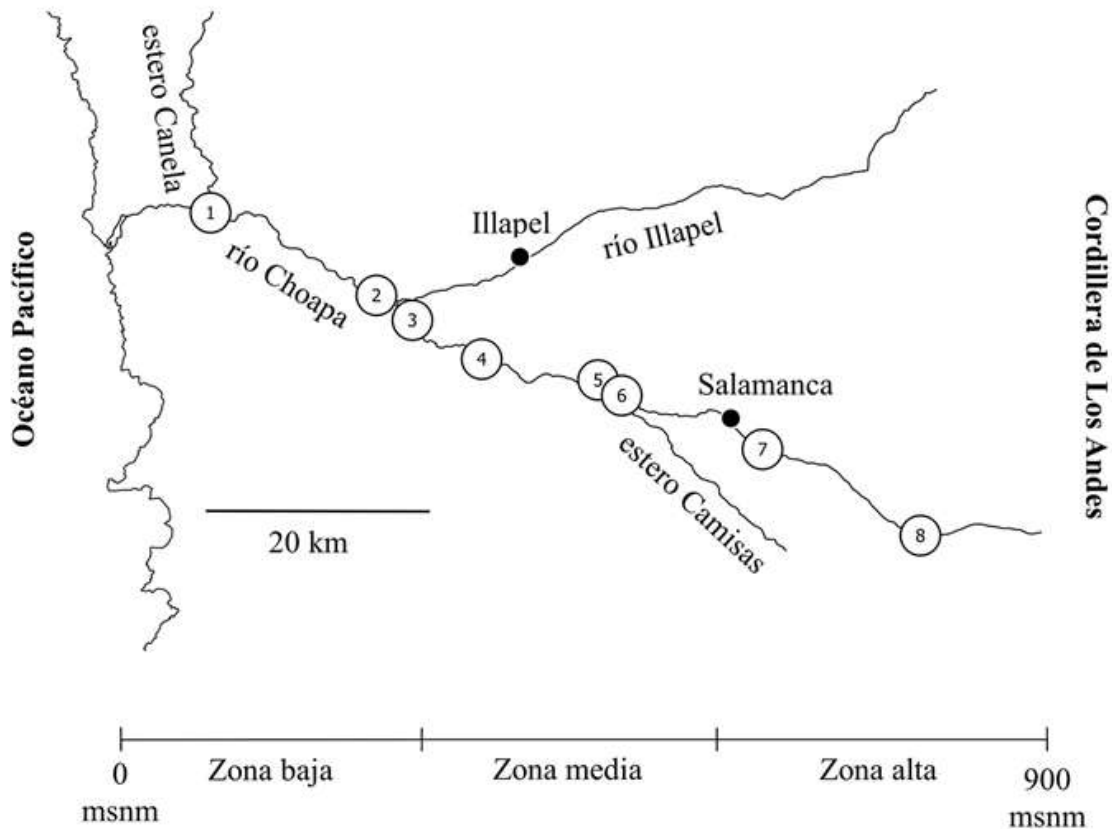 estero Canela
Océano Pacífico
1
río Choapa
2
3
Illapel
río Illapel
4
5
6
Salamanca
7
estero Camisas
8
Cordillera de Los Andes
20 km
0
msnm
Zona baja
Zona media
Zona alta
900
msnm